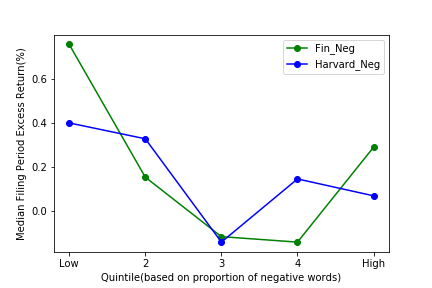 Fin_Neg
Harvard_Neg
Median Filing Period Excess Return(%)
0.6
0.4
0.2
0.0
Low 2 3 4 High
Quintile(based on proportion of negative words)